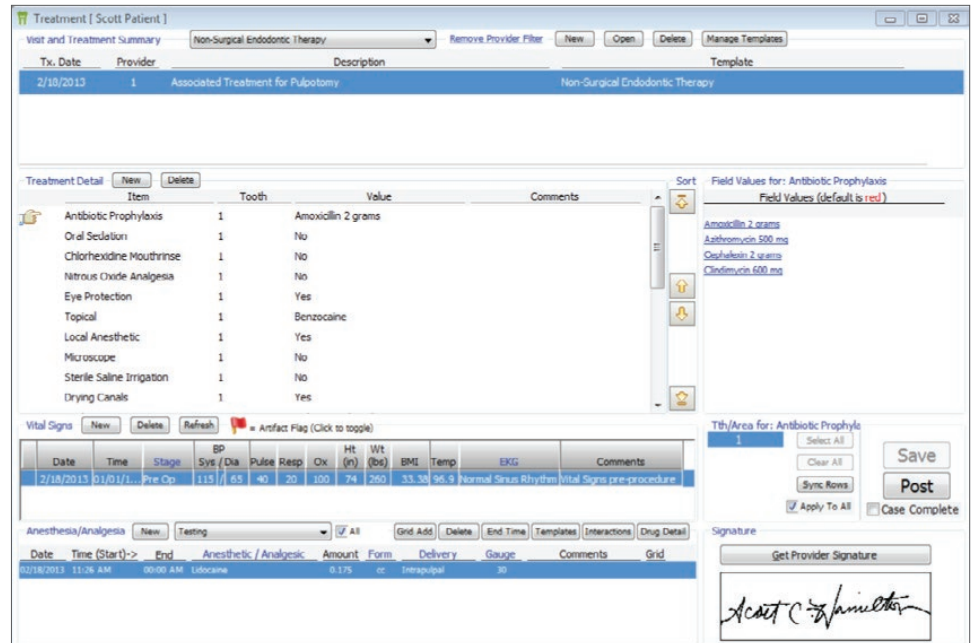 Treatment [ Scott Patient ]
Visit and Treatment Summary Non-Surgical Endodontic Therapy Remove Provider Filter New Open Delete Manage Templates
Tx. Date Provider Description Template
2/18/2013 1 Associated Treatment for Pulpotomy Non-Surgical Endodontic Therapy
Treatment Detail New Delete Sort
Item Tooth Value Comments
Antibiotic Prophylaxis 1 Amoxicillin 2 grams
Oral Sedation 1 No
Chlorhexidine Mouthrinse 1 No
Nitrous Oxide Analgesia 1 No
Eye Protection 1 Yes
Topical 1 Benzocaine
Local Anesthetic 1 Yes
Microscope 1 No
Sterile Saline Irrigation 1 No
Drying Canals 1 Yes
Field Values for: Antibiotic Prophylaxis
Field Values (default is red)
Amoxicillin 2 grams
Azithromycin 500 mg
Cephalexin 2 grams
Clindimycin 600 mg
Vital Signs New Delete Refresh = Artifact Flag (Click to toggle)
Date Time Stage BP Sys / Dia Pulse Resp Ox Ht (in) Wt (lbs) BMI Temp EKG Comments
2/18/2013 01/01/1... Pre Op 115 / 65 40 20 100 74 260 33.38 96.9 Normal Sinus Rhythm Vital Signs pre-procedure
Tth/Area for: Antibiotic Prophyla
1 Select All
Clear All
Sync Rows
Apply To All
Save
Post
Case Complete
Anesthesia/Analgesia New Testing All Grid Add Delete End Time Templates Interactions Drug Detail
Date Time (Start)-> End Anesthetic / Analgesic Amount Form Delivery Gauge Comments Grid
02/18/2013 11:26 AM 00:00 AM Lidocaine 0.175 cc Intrapulpal 30
Signature
Get Provider Signature
Scott C Hamilton